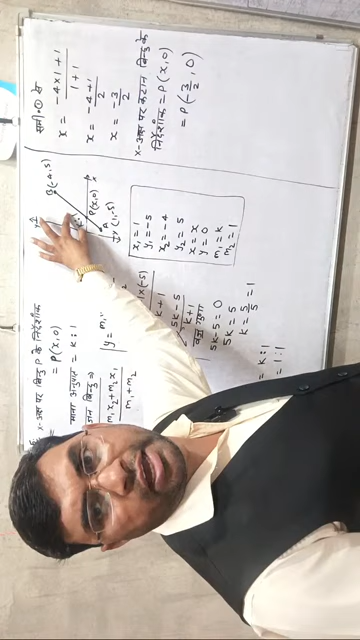 x-अक्ष पर बिन्दु P के निर्देशांक
= P(x, 0)
माना अनुपात = k:1
m₁x₂+m₂x₁
m₁+m₂
y = m₁
k+1
5k-5
k+1
5k-5=0
5k=5
k=5/5=1
= k:1
= 1:1
B(-4,5)
P(x,0)
A
(1,-5)
x₁ = 1
y₁ = -5
x₂ = -4
y₂ = 5
x = x
y = 0
m₁ = k
m₂ = 1
समी० ① से
x = -4×1+1
1+1
x = -4+1
2
x = -3
2
x-अक्ष पर कटान बिन्दु के
निर्देशांक = P(x,0)
= P(-3/2, 0)